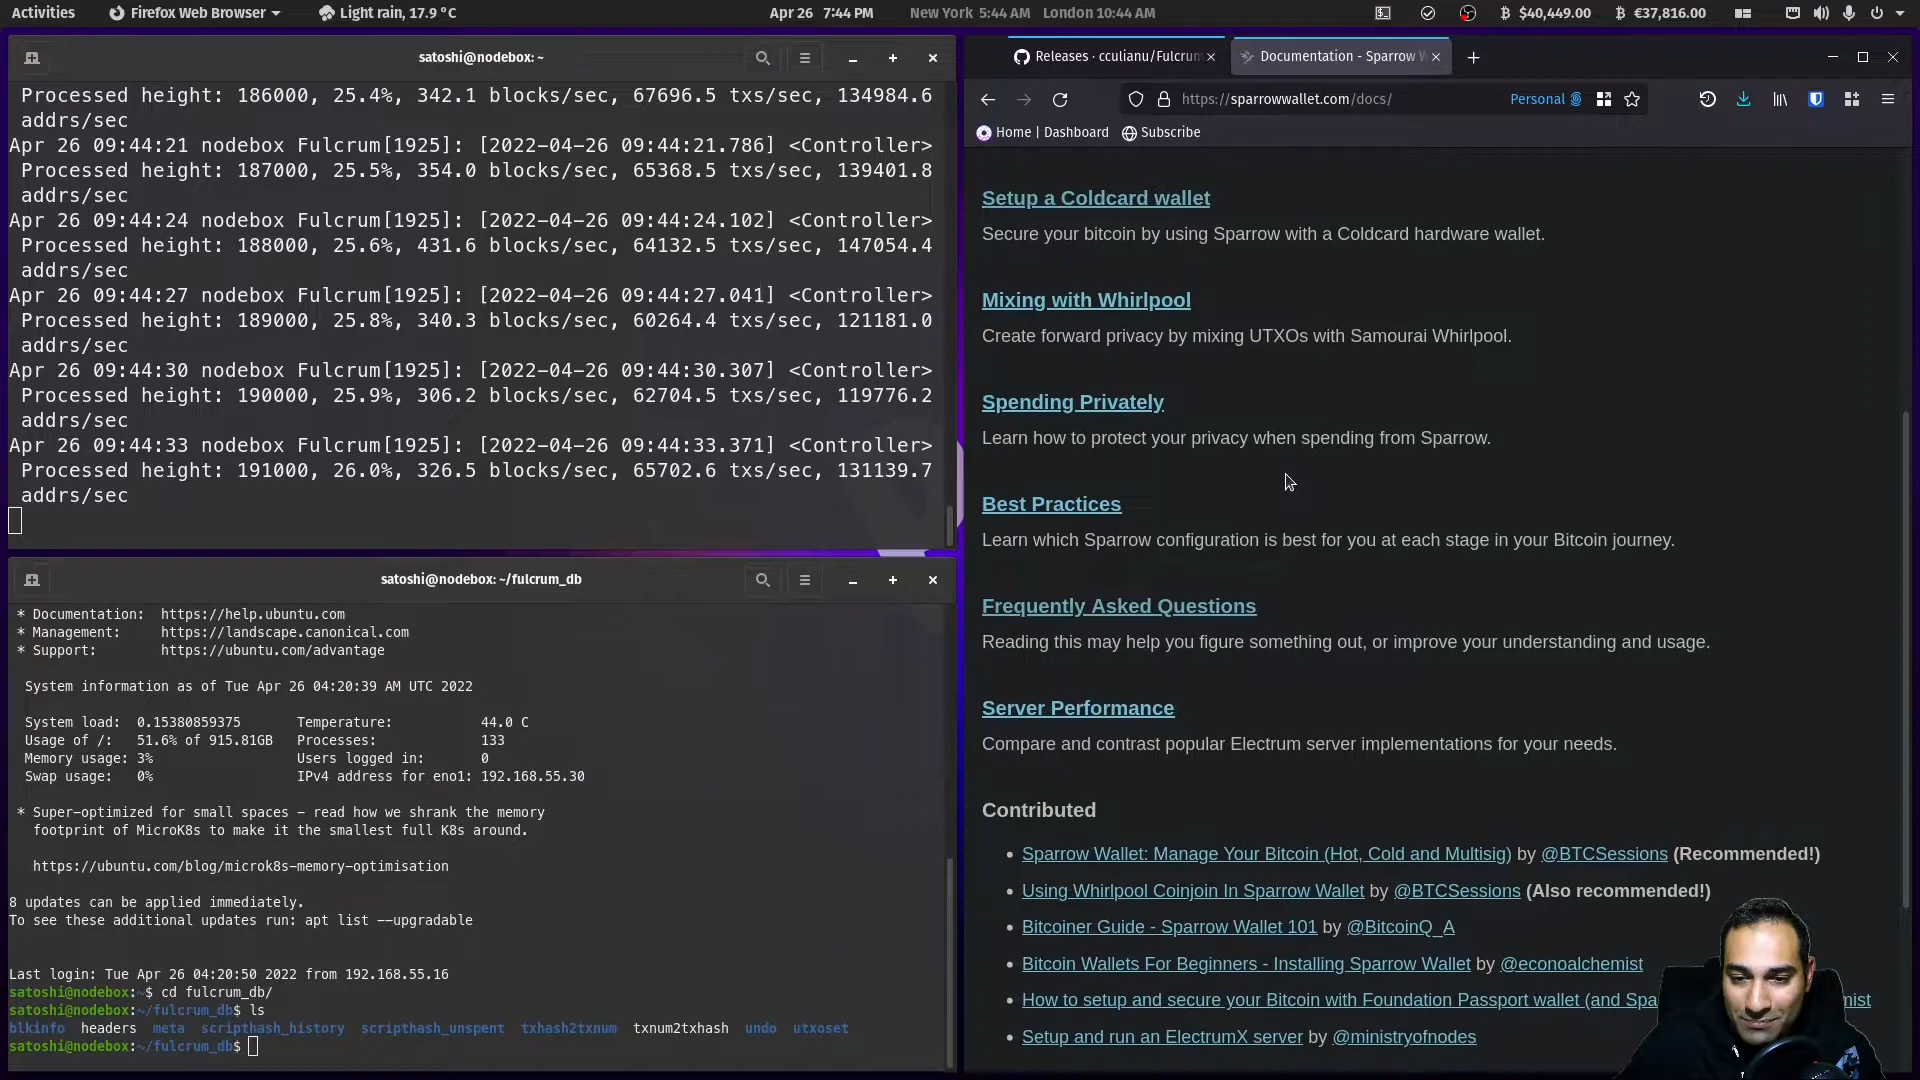 Activities
Firefox Web Browser
Light rain, 17.9 °C
Apr 26 7:44 PM
New York 5:44 AM London 10:44 AM
$40,449.00
€37,816.00
satoshi@nodebox: ~
Processed height: 186000, 25.4%, 342.1 blocks/sec, 67696.5 txs/sec, 134984.6
addrs/sec
Apr 26 09:44:21 nodebox Fulcrum[1925]: [2022-04-26 09:44:21.786] <Controller>
Processed height: 187000, 25.5%, 354.0 blocks/sec, 65368.5 txs/sec, 139401.8
addrs/sec
Apr 26 09:44:24 nodebox Fulcrum[1925]: [2022-04-26 09:44:24.102] <Controller>
Processed height: 188000, 25.6%, 431.6 blocks/sec, 64132.5 txs/sec, 147054.4
addrs/sec
Apr 26 09:44:27 nodebox Fulcrum[1925]: [2022-04-26 09:44:27.041] <Controller>
Processed height: 189000, 25.8%, 340.3 blocks/sec, 60264.4 txs/sec, 121181.0
addrs/sec
Apr 26 09:44:30 nodebox Fulcrum[1925]: [2022-04-26 09:44:30.307] <Controller>
Processed height: 190000, 25.9%, 306.2 blocks/sec, 62704.5 txs/sec, 119776.2
addrs/sec
Apr 26 09:44:33 nodebox Fulcrum[1925]: [2022-04-26 09:44:33.371] <Controller>
Processed height: 191000, 26.0%, 326.5 blocks/sec, 65702.6 txs/sec, 131139.7
addrs/sec
satoshi@nodebox: ~/fulcrum_db
* Documentation: https://help.ubuntu.com
* Management: https://landscape.canonical.com
* Support: https://ubuntu.com/advantage
System information as of Tue Apr 26 04:20:39 AM UTC 2022
System load: 0.15380859375 Temperature: 44.0 C
Usage of /: 51.6% of 915.81GB Processes: 133
Memory usage: 3% Users logged in: 0
Swap usage: 0% IPv4 address for eno1: 192.168.55.30
* Super-optimized for small spaces - read how we shrank the memory
footprint of MicroK8s to make it the smallest full K8s around.
https://ubuntu.com/blog/microk8s-memory-optimisation
8 updates can be applied immediately.
To see these additional updates run: apt list --upgradable
Last login: Tue Apr 26 04:20:50 2022 from 192.168.55.16
satoshi@nodebox:~$ cd fulcrum_db/
satoshi@nodebox:~/fulcrum_db$ ls
blkinfo headers meta scripthash_history scripthash_unspent txhash2txnum txnum2txhash undo utxoset
satoshi@nodebox:~/fulcrum_db$
Releases · cculianu/Fulcrum
Documentation - Sparrow W
https://sparrowwallet.com/docs/
Personal
Home | Dashboard
Subscribe
Setup a Coldcard wallet
Secure your bitcoin by using Sparrow with a Coldcard hardware wallet.
Mixing with Whirlpool
Create forward privacy by mixing UTXOs with Samourai Whirlpool.
Spending Privately
Learn how to protect your privacy when spending from Sparrow.
Best Practices
Learn which Sparrow configuration is best for you at each stage in your Bitcoin journey.
Frequently Asked Questions
Reading this may help you figure something out, or improve your understanding and usage.
Server Performance
Compare and contrast popular Electrum server implementations for your needs.
Contributed
• Sparrow Wallet: Manage Your Bitcoin (Hot, Cold and Multisig) by @BTCSessions (Recommended!)
• Using Whirlpool Coinjoin In Sparrow Wallet by @BTCSessions (Also recommended!)
• Bitcoiner Guide - Sparrow Wallet 101 by @BitcoinQ_A
• Bitcoin Wallets For Beginners - Installing Sparrow Wallet by @econoalchemist
• How to setup and secure your Bitcoin with Foundation Passport wallet (and Spa mist
• Setup and run an ElectrumX server by @ministryofnodes